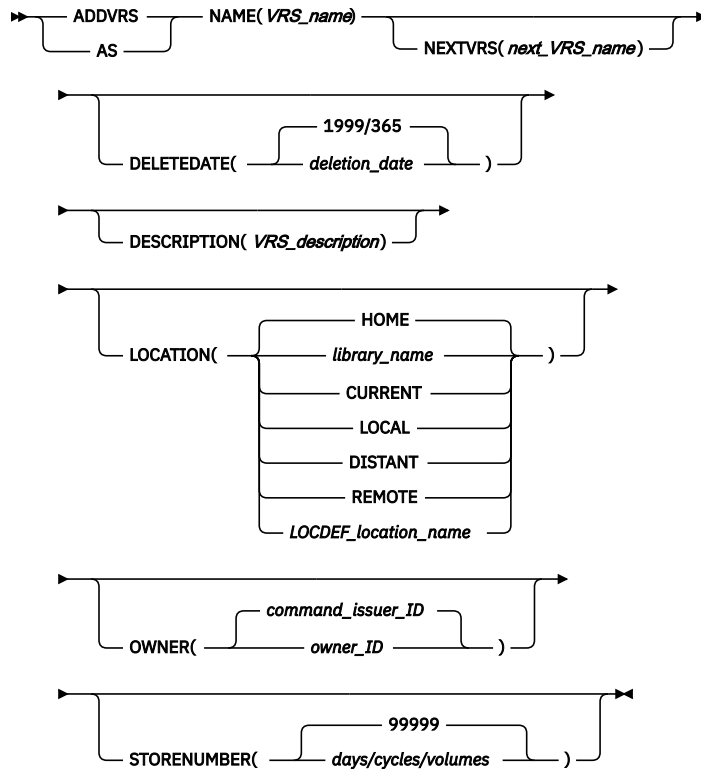 ADDVRS NAME( VRS_name)
AS NEXTVRS( next_VRS_name )
1999/365
DELETEDATE( deletion_date )
DESCRIPTION( VRS_description)
HOME
LOCATION( library_name )
CURRENT
LOCAL
DISTANT
REMOTE
LOCDEF_location_name
command_issuer_ID
OWNER( owner_ID )
99999
STORENUMBER( days/cycles/volumes )